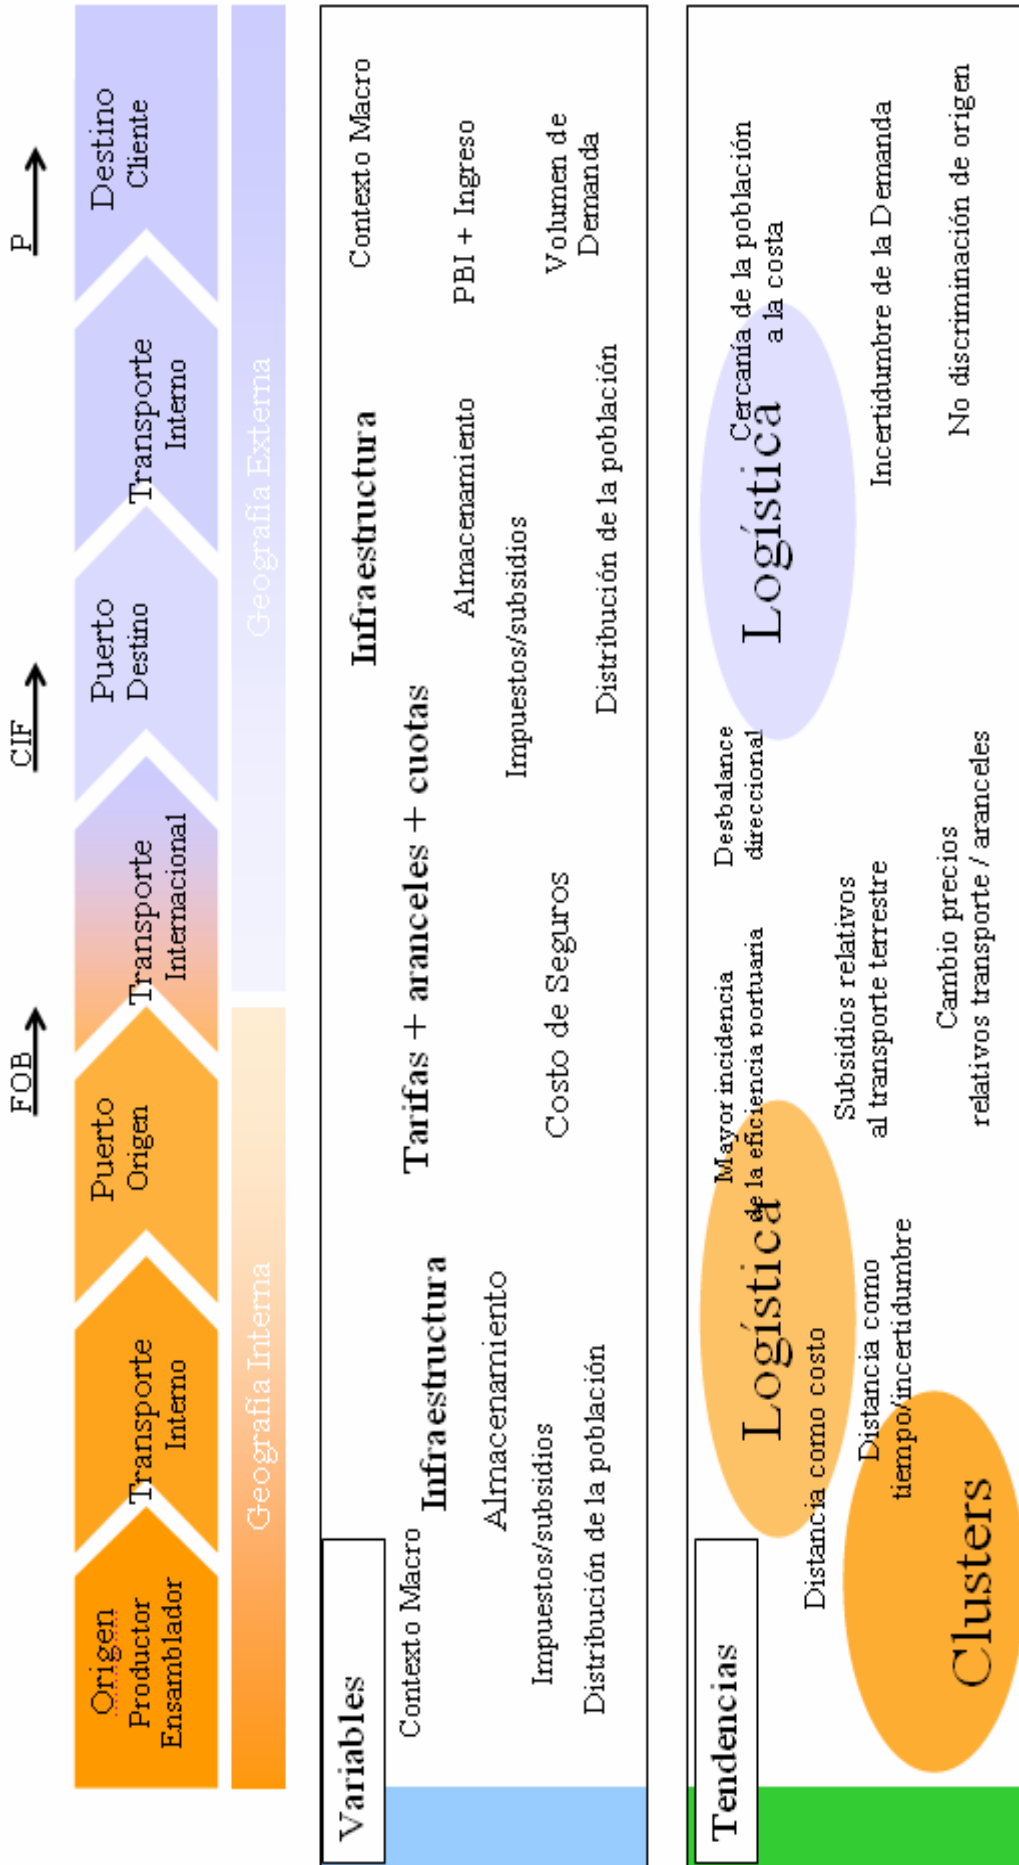 FOB
CIF
P
Origen
Productor
Ensamblador
Transporte
Interno
Puerto
Origen
Transporte
Internacional
Puerto
Destino
Transporte
Interno
Destino
Cliente
Geografía Interna
Geografía Externa
Variables
Contexto Macro
Infraestructura
Almacenamiento
Impuestos/subsidios
Distribución de la población
Tarifas + aranceles + cuotas
Costo de Seguros
Infraestructura
Almacenamiento
Impuestos/subsidios
Distribución de la población
Contexto Macro
PBI + Ingreso
Volumen de
Demanda
Tendencias
Clusters
Distancia como costo
Logística
Distancia como
tiempo/incertidumbre
Mayor incidencia
de la eficiencia portuaria
Subsidios relativos
al transporte terrestre
Cambio precios
relativos transporte / aranceles
Desbalance
direccional
Logística
Cercanía de la población
a la costa
Incertidumbre de la Demanda
No discriminación de origen